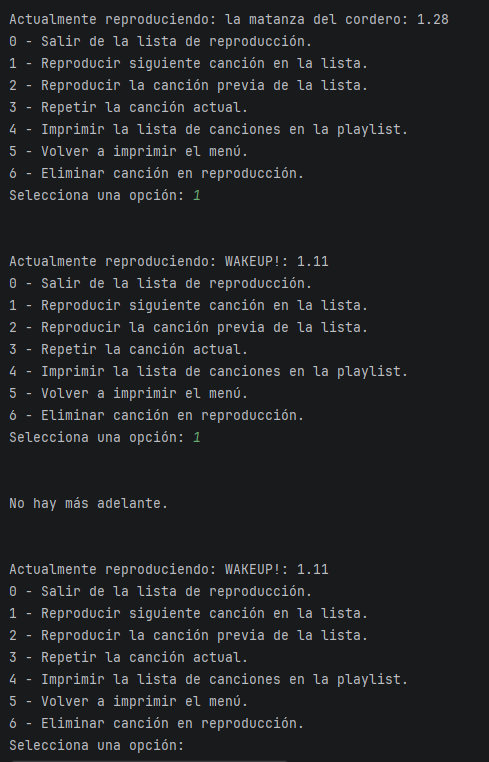 Actualmente reproduciendo: la matanza del cordero: 1.28
0 - Salir de la lista de reproducción.
1 - Reproducir siguiente canción en la lista.
2 - Reproducir la canción previa de la lista.
3 - Repetir la canción actual.
4 - Imprimir la lista de canciones en la playlist.
5 - Volver a imprimir el menú.
6 - Eliminar canción en reproducción.
Selecciona una opción: 1
Actualmente reproduciendo: WAKEUP!: 1.11
0 - Salir de la lista de reproducción.
1 - Reproducir siguiente canción en la lista.
2 - Reproducir la canción previa de la lista.
3 - Repetir la canción actual.
4 - Imprimir la lista de canciones en la playlist.
5 - Volver a imprimir el menú.
6 - Eliminar canción en reproducción.
Selecciona una opción: 1
No hay más adelante.
Actualmente reproduciendo: WAKEUP!: 1.11
0 - Salir de la lista de reproducción.
1 - Reproducir siguiente canción en la lista.
2 - Reproducir la canción previa de la lista.
3 - Repetir la canción actual.
4 - Imprimir la lista de canciones en la playlist.
5 - Volver a imprimir el menú.
6 - Eliminar canción en reproducción.
Selecciona una opción: